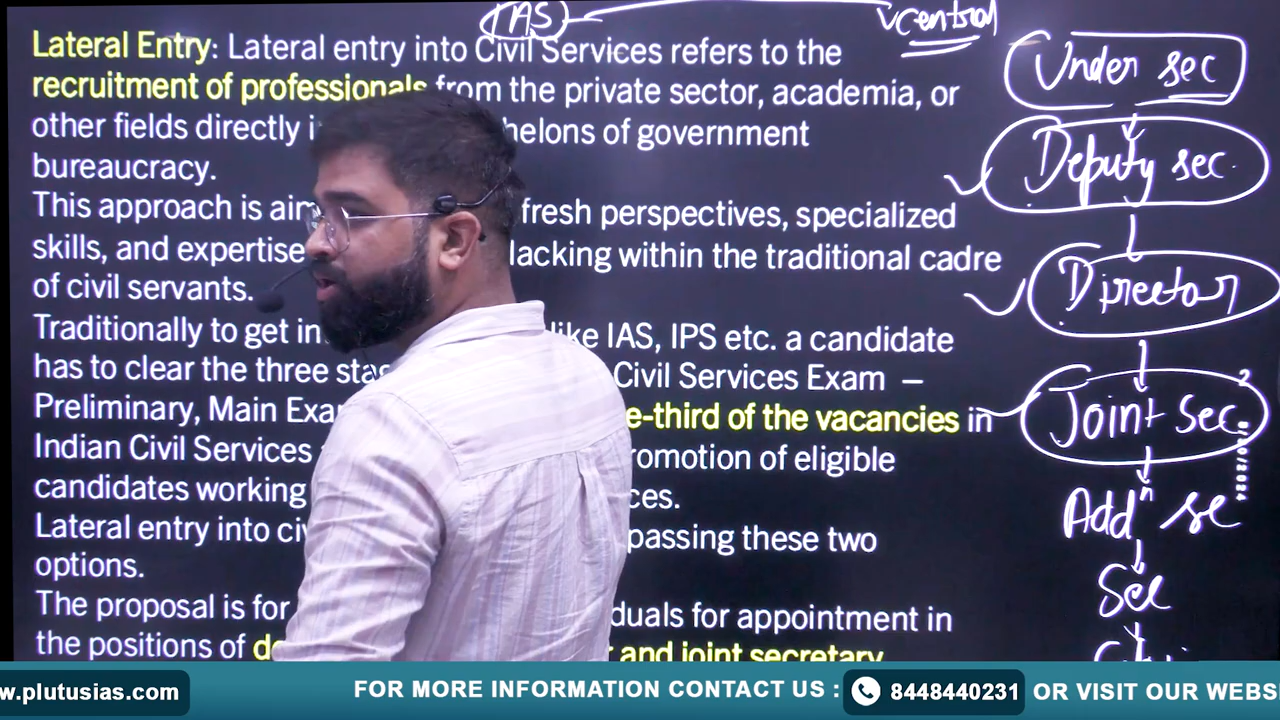 IAS
central
Lateral Entry: Lateral entry into Civil Services refers to the
recruitment of professionals from the private sector, academia, or
other fields directly i helons of government
bureaucracy.
This approach is aim fresh perspectives, specialized
skills, and expertise lacking within the traditional cadre
of civil servants.
Traditionally to get in like IAS, IPS etc. a candidate
has to clear the three sta Civil Services Exam –
Preliminary, Main Exa e-third of the vacancies in
Indian Civil Services romotion of eligible
candidates working ces.
Lateral entry into civ passing these two
options.
The proposal is for duals for appointment in
the positions of de r and joint secretary
Under sec
Deputy sec.
Director
Joint Sec
Addn se
Sec
w.plutusias.com
FOR MORE INFORMATION CONTACT US :
8448440231
OR VISIT OUR WEBS